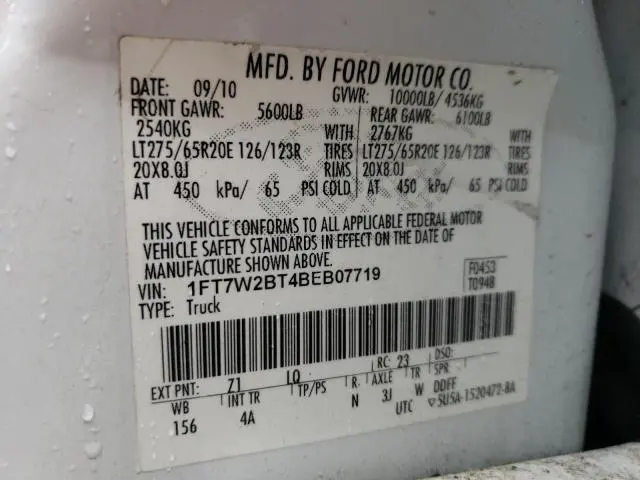 MFD. BY FORD MOTOR CO.
DATE: 09/10 GVWR: 10000LB/ 4536KG
FRONT GAWR: 5600LB REAR GAWR: 6100LB
2540KG WITH 2767KG WITH
LT275/65R20E 126/123R TIRES LT275/65R20E 126/123R TIRES
20X8.0J RIMS 20X8.0J RIMS
AT 450 kPa/ 65 PSI COLD AT 450 kPa/ 65 PSI COLD
THIS VEHICLE CONFORMS TO ALL APPLICABLE FEDERAL MOTOR
VEHICLE SAFETY STANDARDS IN EFFECT ON THE DATE OF
MANUFACTURE SHOWN ABOVE.
VIN: 1FT7W2BT4BEB07719 F0453
TYPE: Truck T0948
EXT PNT: Z1 LQ RC: 23 DSO:
WB INT TR TP/PS R. AXLE TR SPR
156 4A N 3J W DDFF
UTC ▽5U5A-1520472-BA